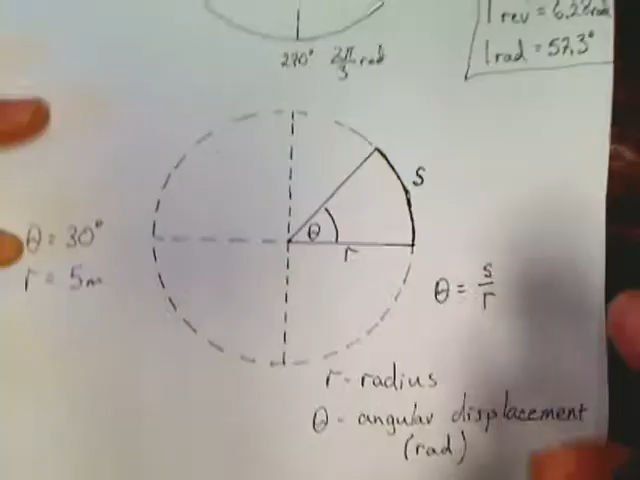 1 rev = 6.28 rad
1 rad = 57.3°
270° 2π/3 rad
S
θ
r
θ = 30°
r = 5m
θ = s/r
r - radius
θ - angular displacement
(rad)